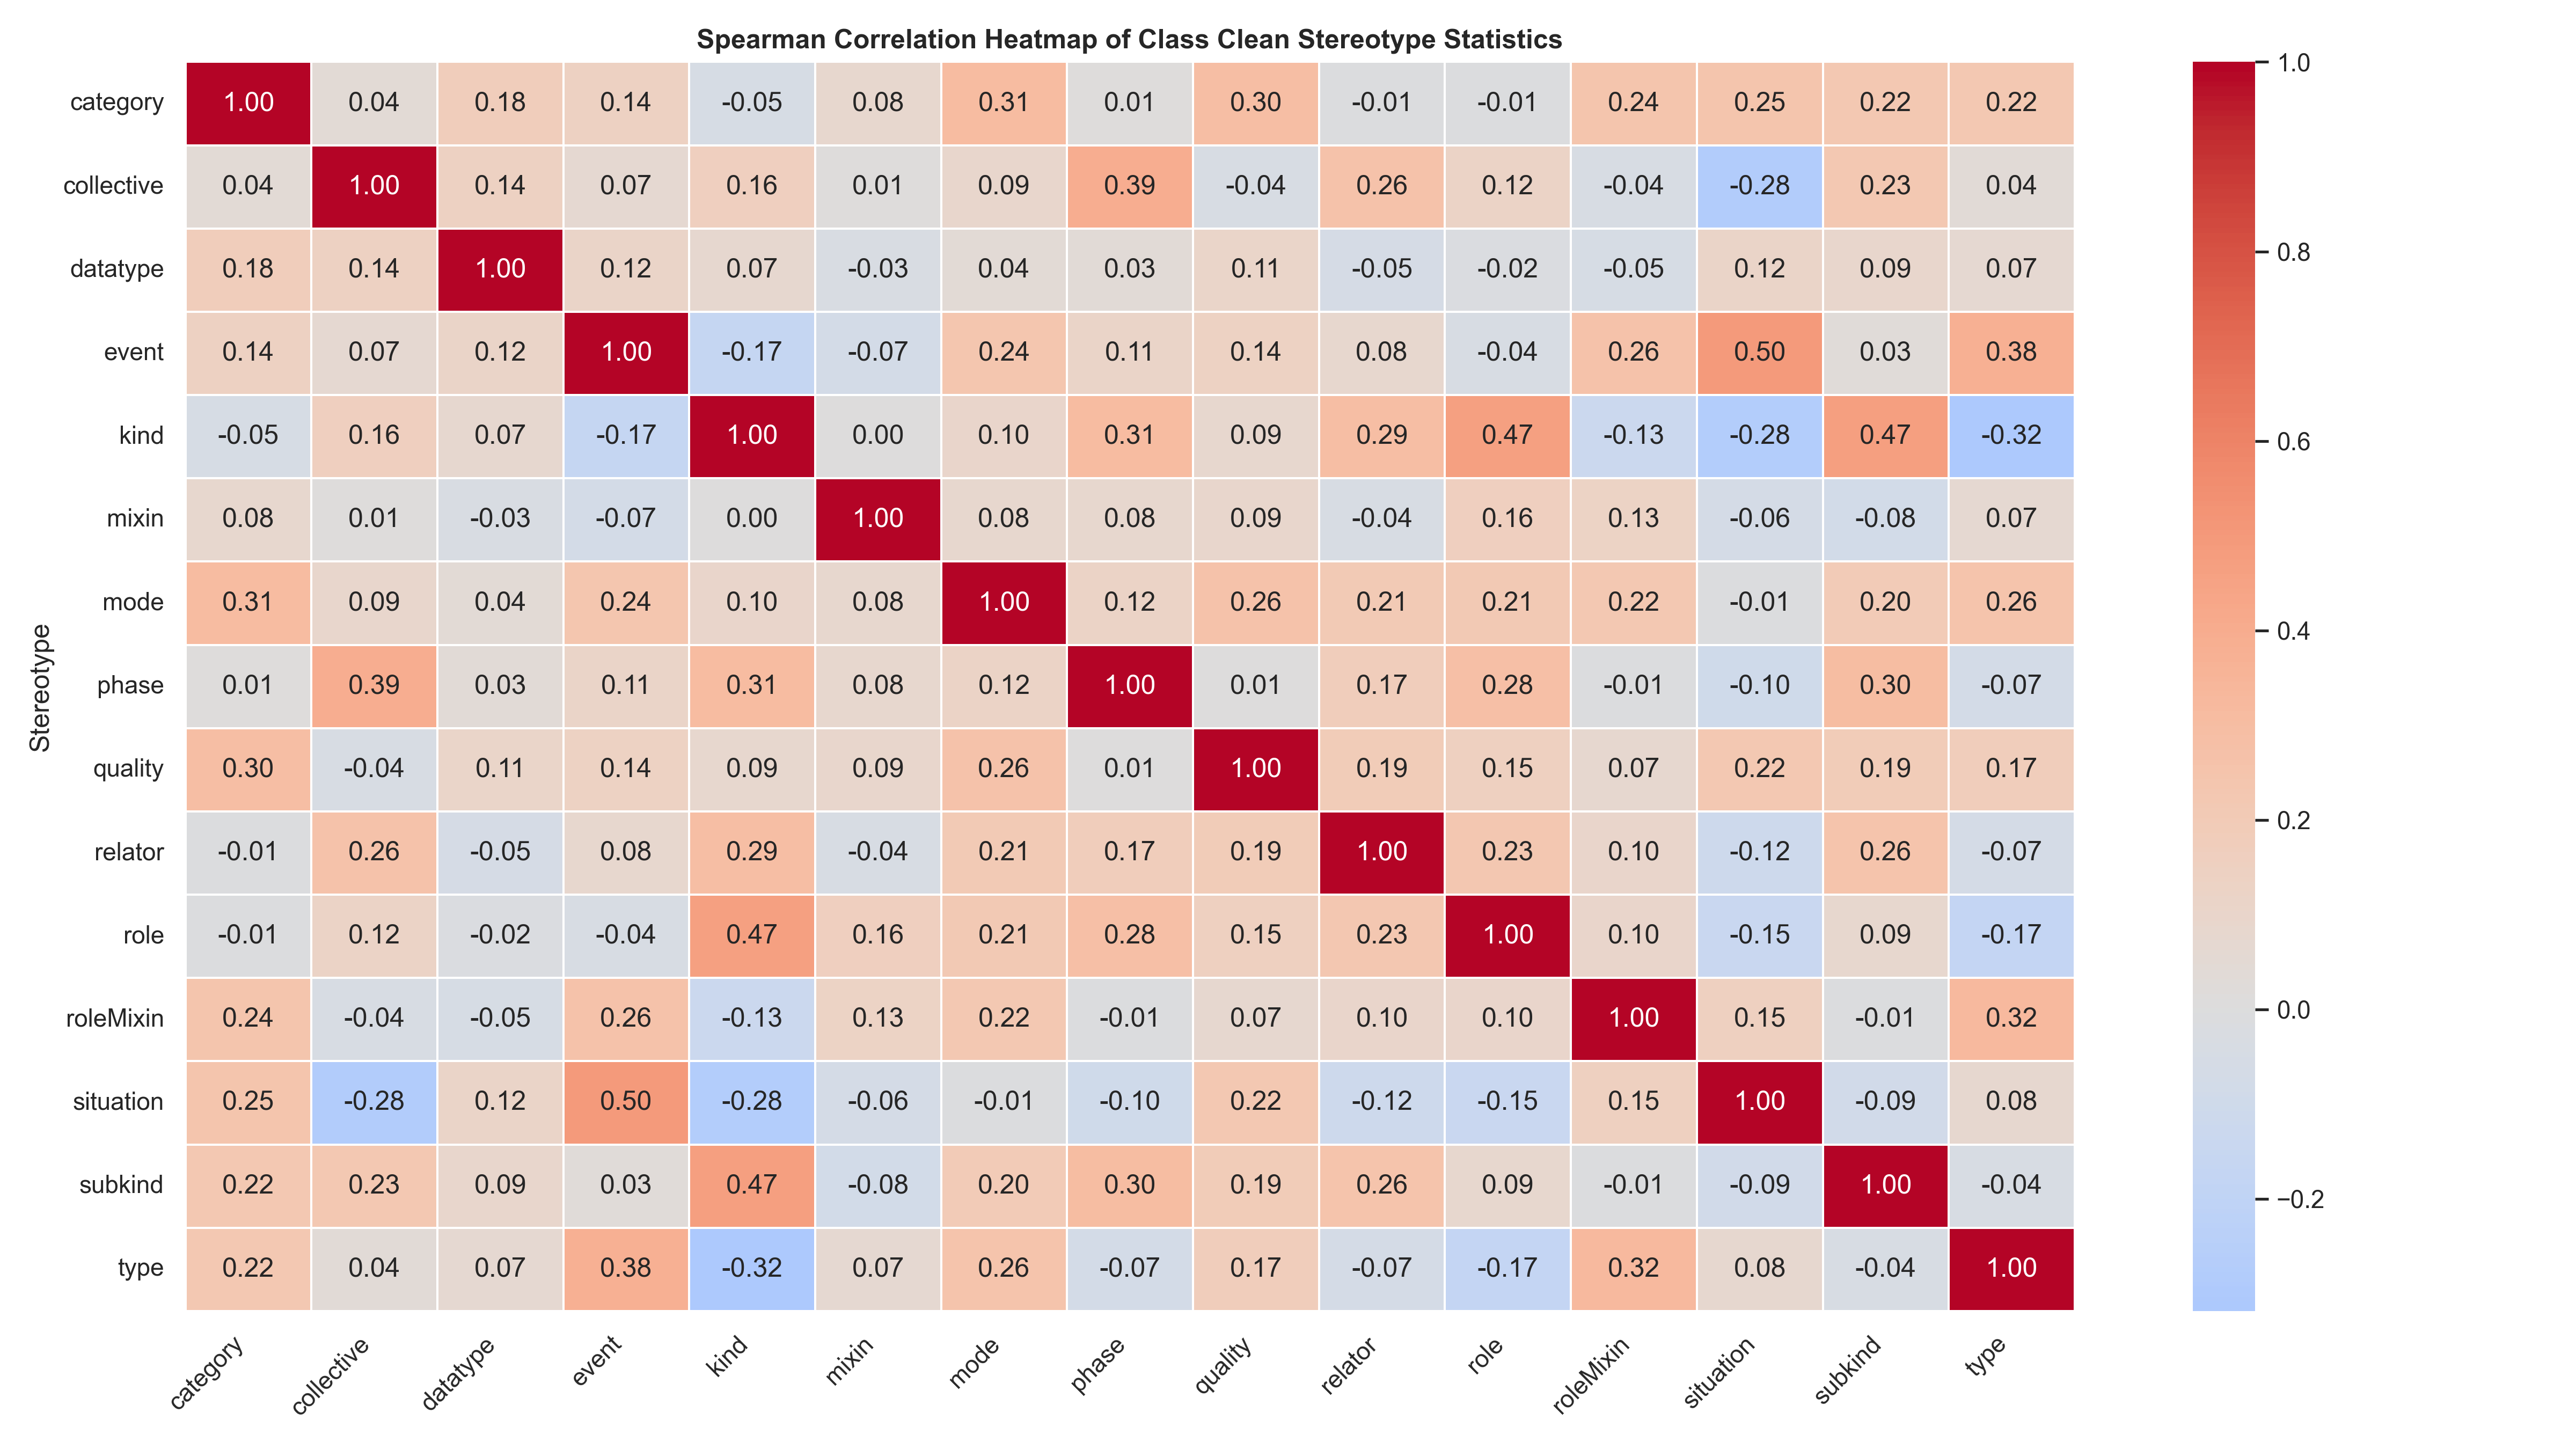 Spearman Correlation Heatmap of Class Clean Stereotype Statistics
Stereotype
category 1.00 0.04 0.18 0.14 -0.05 0.08 0.31 0.01 0.30 -0.01 -0.01 0.24 0.25 0.22 0.22
collective 0.04 1.00 0.14 0.07 0.16 0.01 0.09 0.39 -0.04 0.26 0.12 -0.04 -0.28 0.23 0.04
datatype 0.18 0.14 1.00 0.12 0.07 -0.03 0.04 0.03 0.11 -0.05 -0.02 -0.05 0.12 0.09 0.07
event 0.14 0.07 0.12 1.00 -0.17 -0.07 0.24 0.11 0.14 0.08 -0.04 0.26 0.50 0.03 0.38
kind -0.05 0.16 0.07 -0.17 1.00 0.00 0.10 0.31 0.09 0.29 0.47 -0.13 -0.28 0.47 -0.32
mixin 0.08 0.01 -0.03 -0.07 0.00 1.00 0.08 0.08 0.09 -0.04 0.16 0.13 -0.06 -0.08 0.07
mode 0.31 0.09 0.04 0.24 0.10 0.08 1.00 0.12 0.26 0.21 0.21 0.22 -0.01 0.20 0.26
phase 0.01 0.39 0.03 0.11 0.31 0.08 0.12 1.00 0.01 0.17 0.28 -0.01 -0.10 0.30 -0.07
quality 0.30 -0.04 0.11 0.14 0.09 0.09 0.26 0.01 1.00 0.19 0.15 0.07 0.22 0.19 0.17
relator -0.01 0.26 -0.05 0.08 0.29 -0.04 0.21 0.17 0.19 1.00 0.23 0.10 -0.12 0.26 -0.07
role -0.01 0.12 -0.02 -0.04 0.47 0.16 0.21 0.28 0.15 0.23 1.00 0.10 -0.15 0.09 -0.17
roleMixin 0.24 -0.04 -0.05 0.26 -0.13 0.13 0.22 -0.01 0.07 0.10 0.10 1.00 0.15 -0.01 0.32
situation 0.25 -0.28 0.12 0.50 -0.28 -0.06 -0.01 -0.10 0.22 -0.12 -0.15 0.15 1.00 -0.09 0.08
subkind 0.22 0.23 0.09 0.03 0.47 -0.08 0.20 0.30 0.19 0.26 0.09 -0.01 -0.09 1.00 -0.04
type 0.22 0.04 0.07 0.38 -0.32 0.07 0.26 -0.07 0.17 -0.07 -0.17 0.32 0.08 -0.04 1.00
category collective datatype event kind mixin mode phase quality relator role roleMixin situation subkind type
1.0
0.8
0.6
0.4
0.2
0.0
−0.2